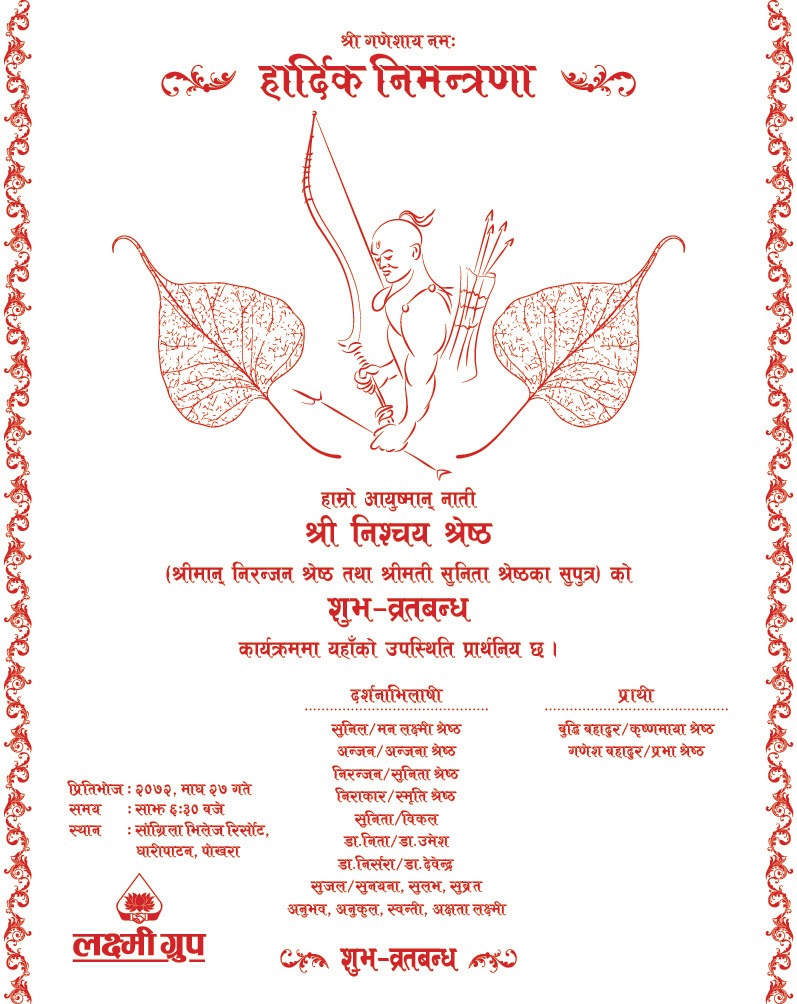 श्री गणेशाय नमः
हार्दिक निमन्त्रणा
हाम्रो आयुष्मान् नाती
श्री निश्चय श्रेष्ठ
(श्रीमान् निरन्जन श्रेष्ठ तथा श्रीमती सुनिता श्रेष्ठका सुपुत्र) को
शुभ-व्रतबन्ध
कार्यक्रममा यहाँको उपस्थिति प्रार्थनिय छ ।
दर्शनाभिलाषी
सुनिल/मन लक्ष्मी श्रेष्ठ
अन्जन/अन्जना श्रेष्ठ
निरन्जन/सुनिता श्रेष्ठ
निराकार/स्मृति श्रेष्ठ
सुनिता/विकल
डा.निता/डा.उमेश
डा.निर्सरा/डा.देवेन्द्र
सुजल/सुनयना, सुलभ, सुब्रत
अनुभव, अनुकुल, स्वन्ती, अक्षता लक्ष्मी
प्राथी
बुद्धि बहादुर/कृष्णमाया श्रेष्ठ
गणेश बहादुर/प्रभा श्रेष्ठ
प्रितिभोज : २०७२, माघ २७ गते
समय : साझ ६:३० बजे
स्थान : सांग्रिला भिलेज रिर्सोट,
घारीपाटन, पोखरा
लक्ष्मी ग्रुप
शुभ-व्रतबन्ध